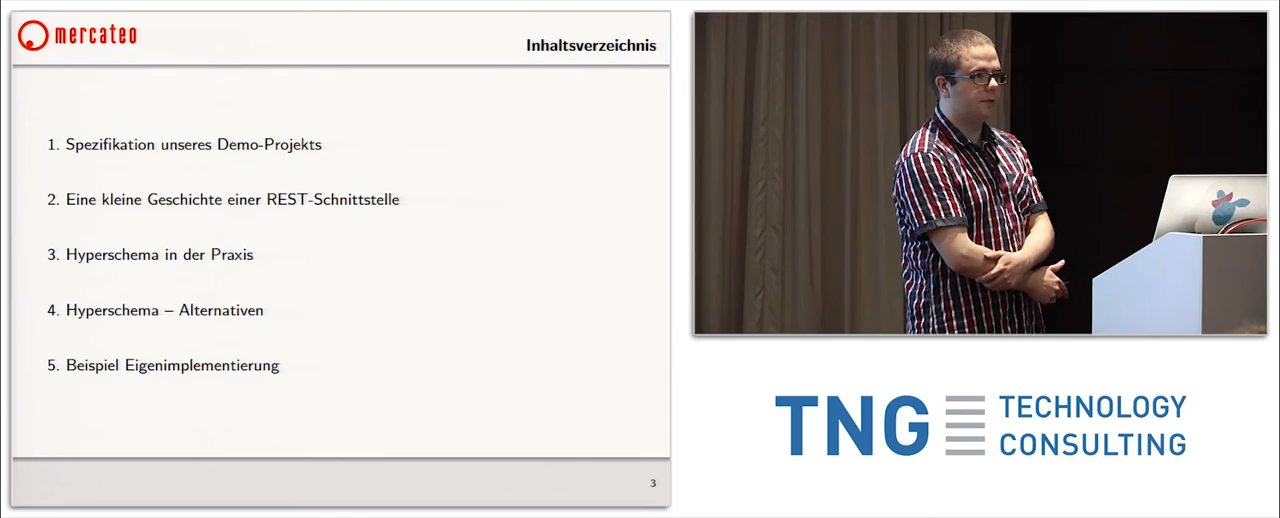 mercateo
Inhaltsverzeichnis
1. Spezifikation unseres Demo-Projekts
2. Eine kleine Geschichte einer REST-Schnittstelle
3. Hyperschema in der Praxis
4. Hyperschema – Alternativen
5. Beispiel Eigenimplementierung
3
TNG TECHNOLOGY
CONSULTING